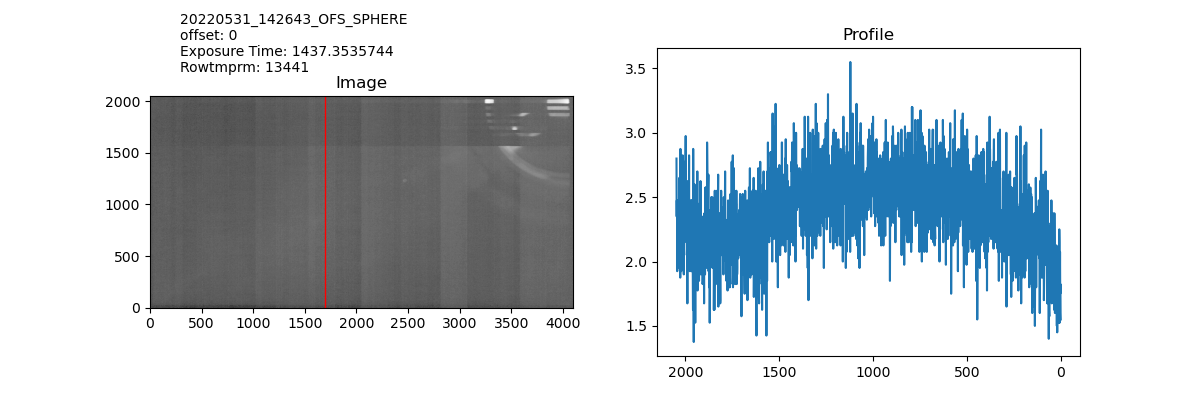 20220531_142643_OFS_SPHERE
offset: 0
Exposure Time: 1437.3535744
Rowtmprm: 13441
Image
2000
1500
1000
500
0
0 500 1000 1500 2000 2500 3000 3500 4000
Profile
3.5
3.0
2.5
2.0
1.5
2000 1500 1000 500 0